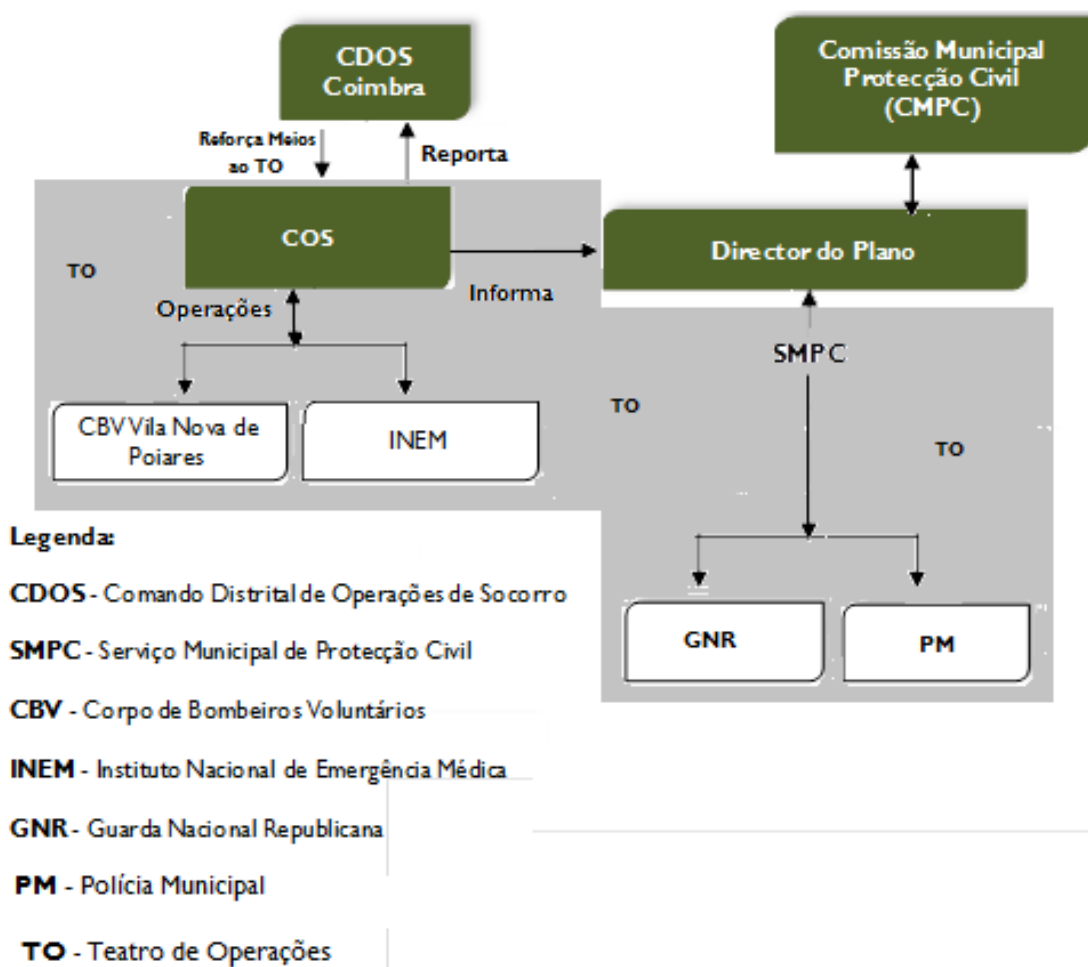 CDOS
Coimbra
Comissão Municipal
Protecção Civil
(CMPC)
Reforça Meios
ao TO
Reporta
COS
Director do Plano
TO
Informa
Operações
SMPC
CBV Vila Nova de
Poiares
INEM
TO
TO
GNR
PM
Legenda:
CDOS - Comando Distrital de Operações de Socorro
SMPC - Serviço Municipal de Protecção Civil
CBV - Corpo de Bombeiros Voluntários
INEM - Instituto Nacional de Emergência Médica
GNR - Guarda Nacional Republicana
PM - Polícia Municipal
TO - Teatro de Operações